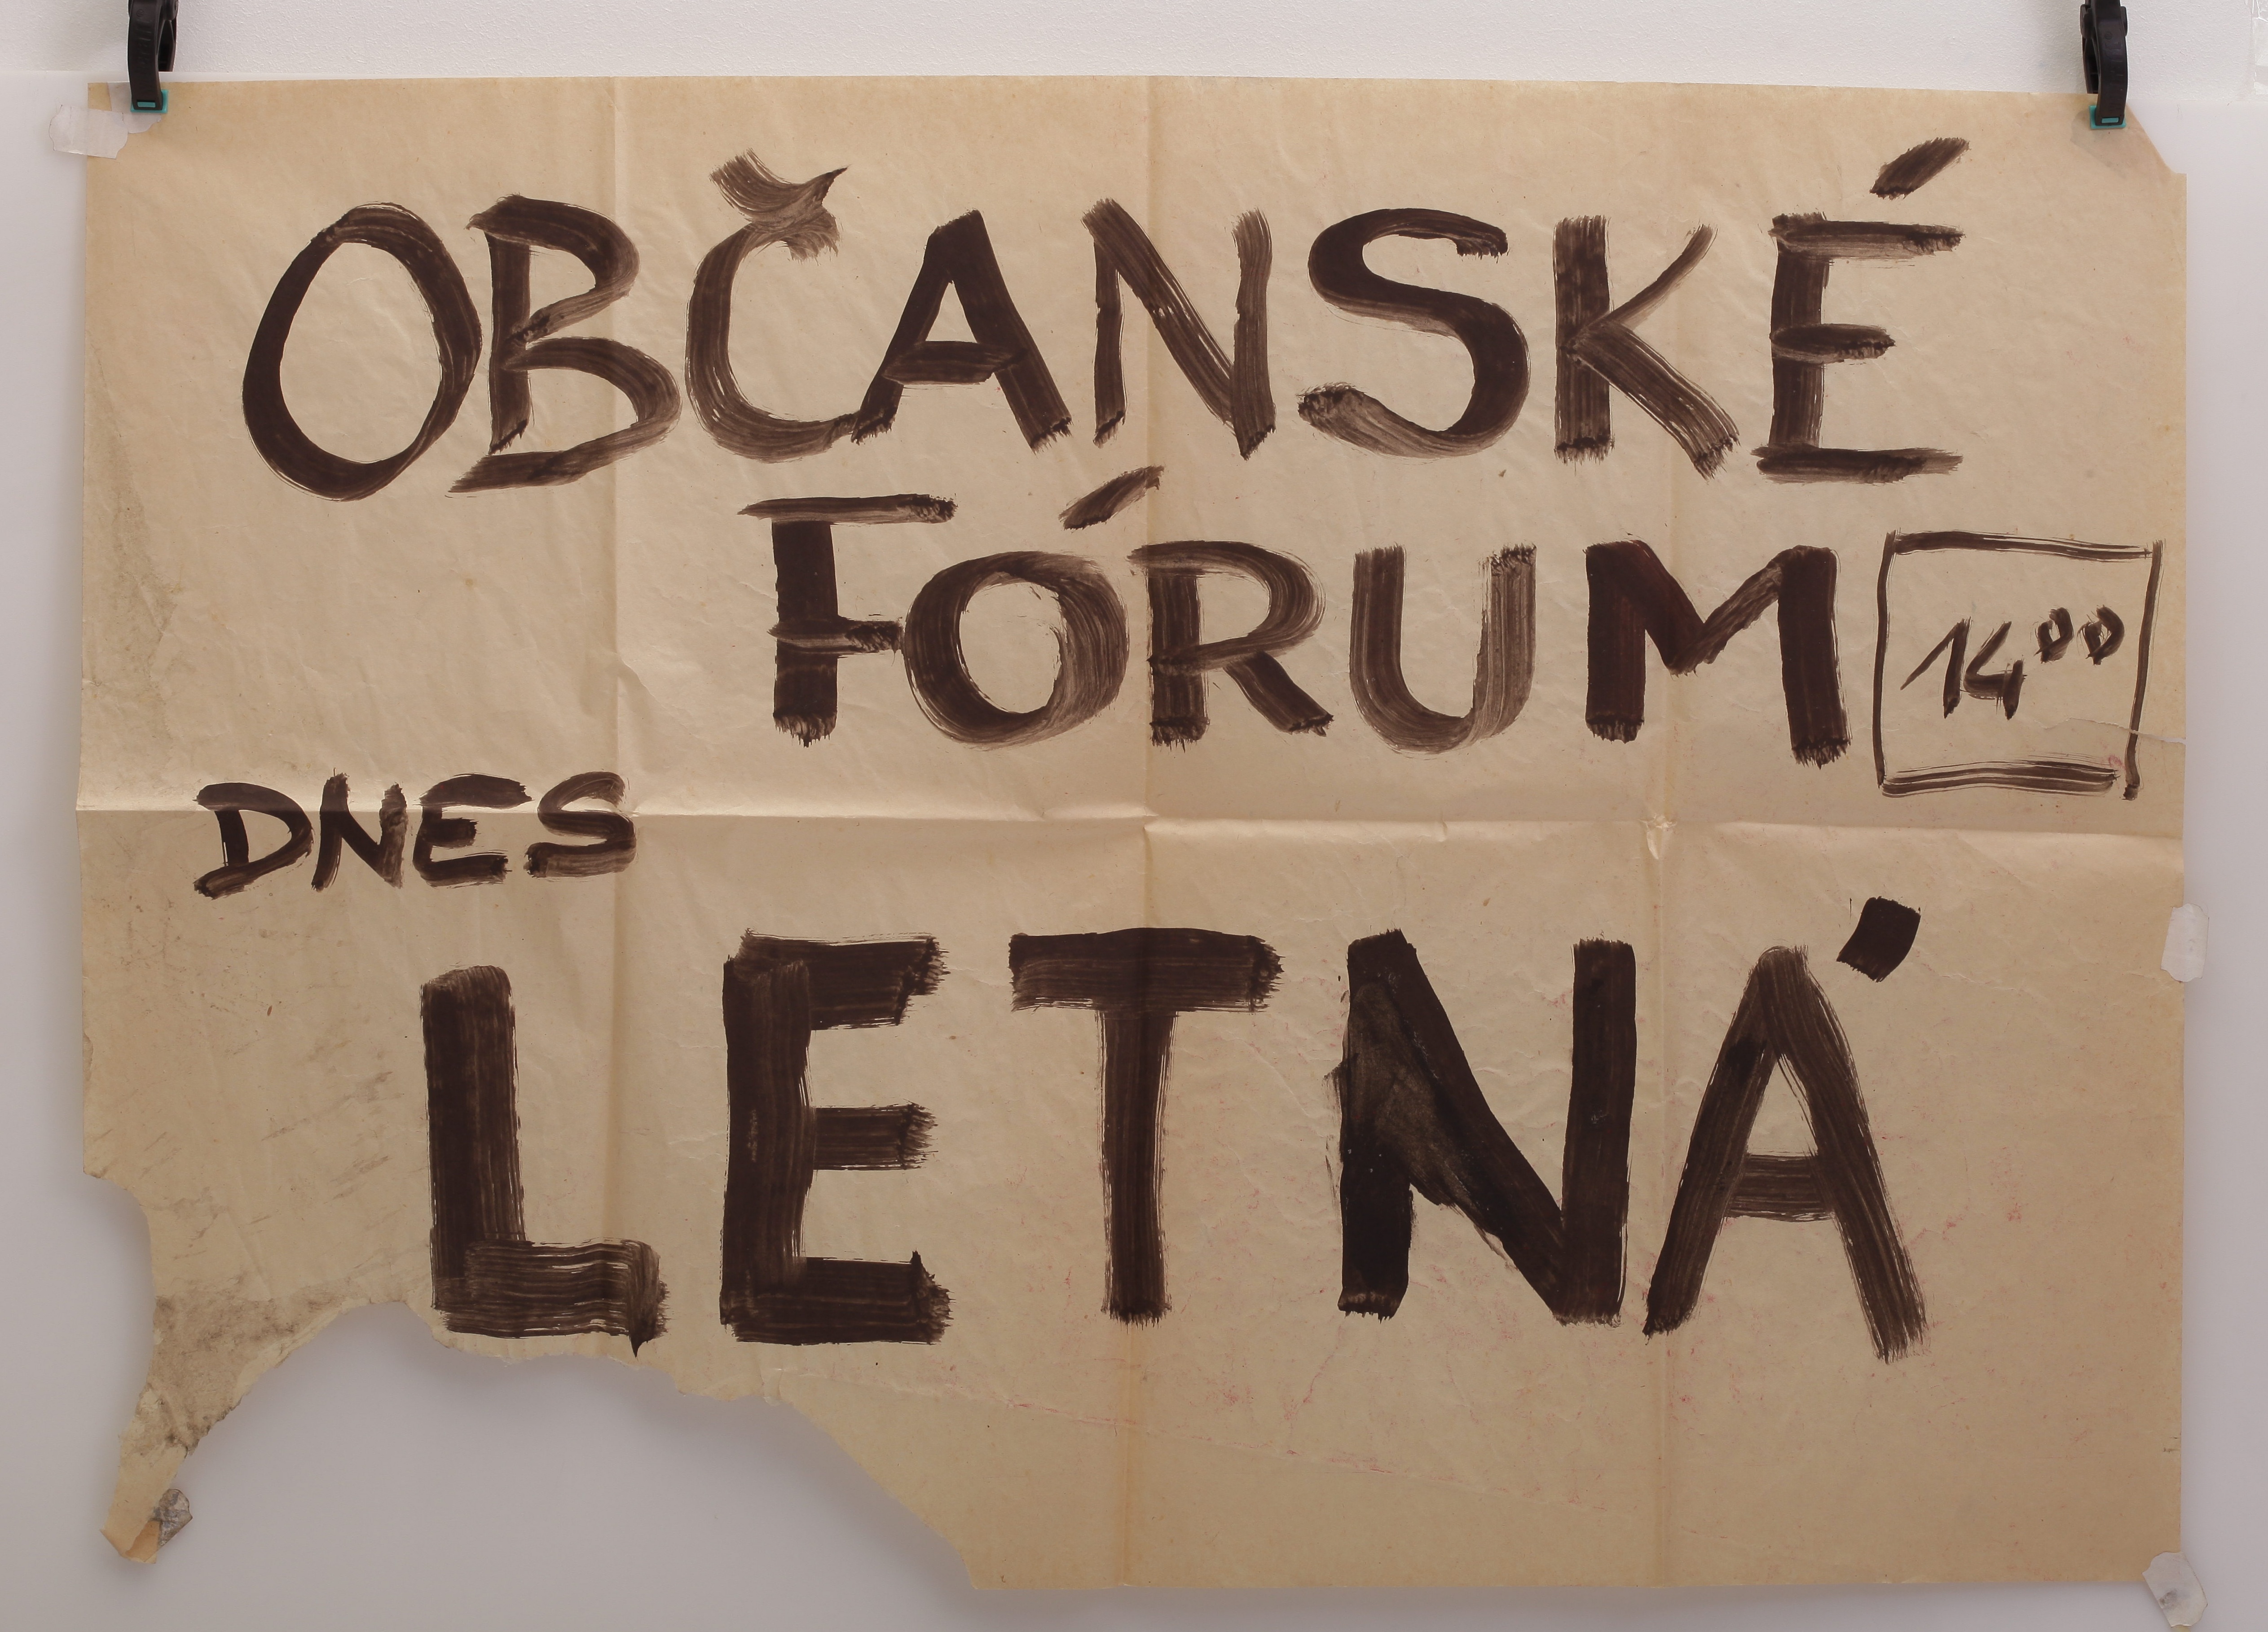 OBČANSKÉ
FÓRUM 14⁰⁰
DNES
LETNÁ